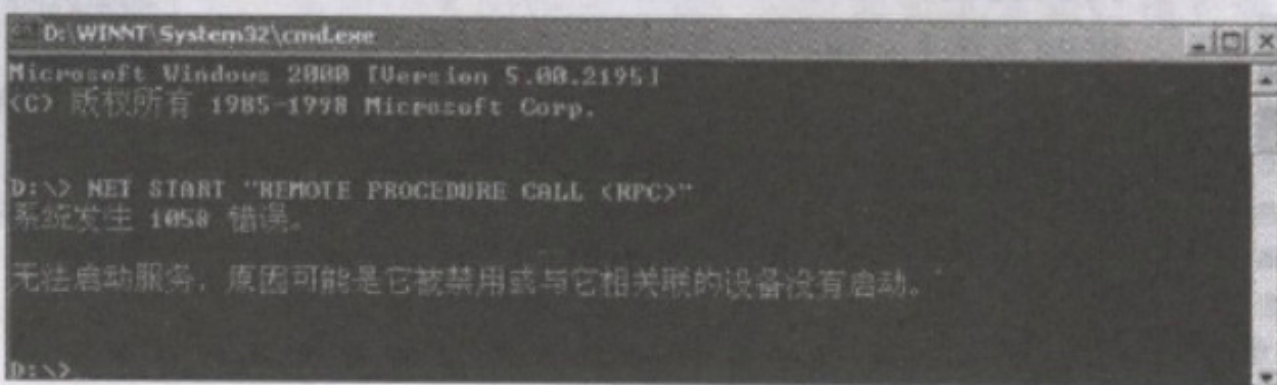 D:\WINNT\System32\cmd.exe
Microsoft Windows 2000 [Version 5.00.2195]
(C) 版权所有 1985-1998 Microsoft Corp.
D:\> NET START "REMOTE PROCEDURE CALL (RPC)"
系统发生 1058 错误。
无法启动服务，原因可能是它被禁用或与它相关联的设备没有启动。
D:\>